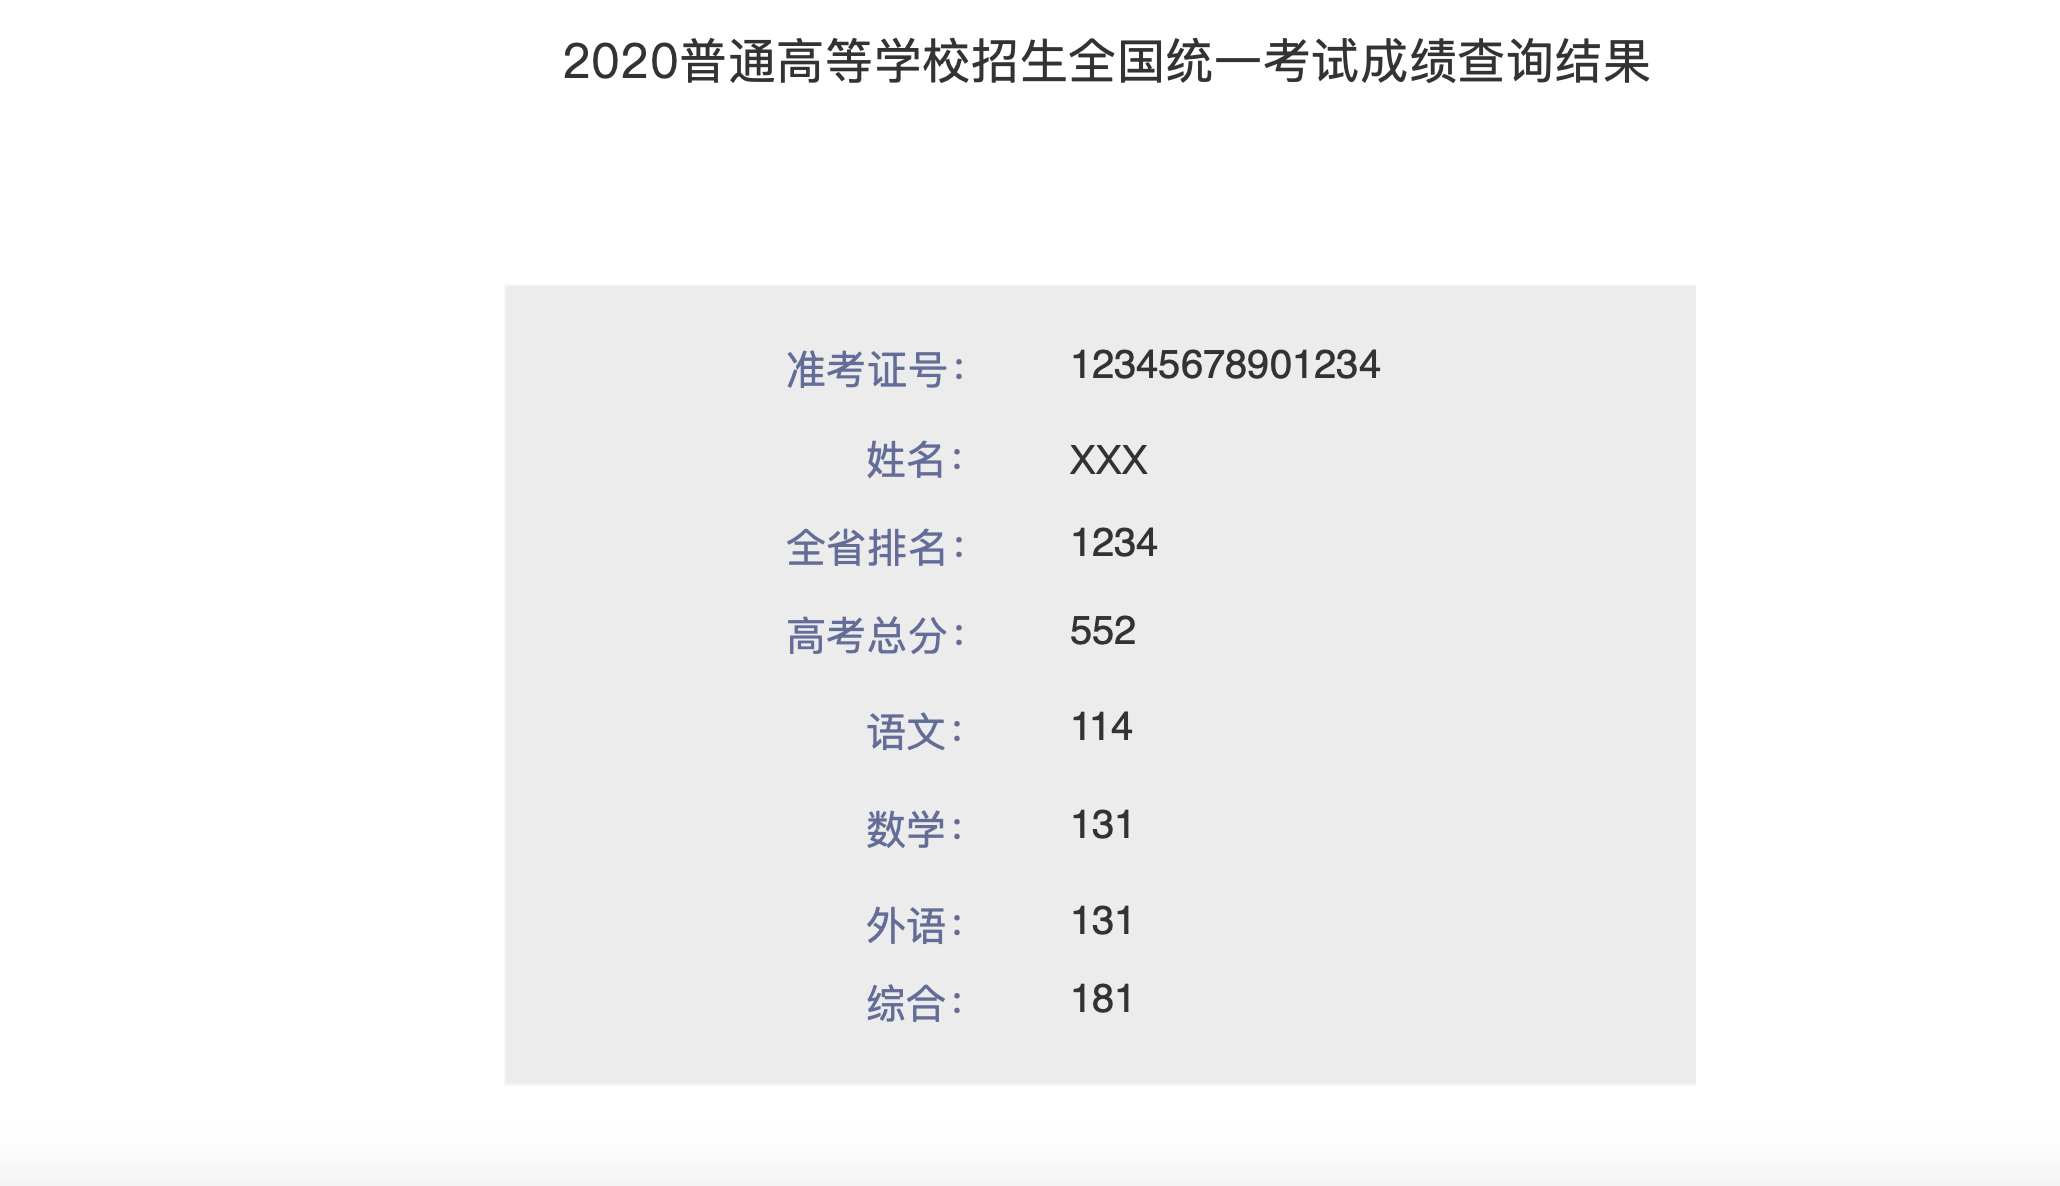 2020普通高等学校招生全国统一考试成绩查询结果
准考证号： 12345678901234
姓名： XXX
全省排名： 1234
高考总分： 552
语文： 114
数学： 131
外语： 131
综合： 181